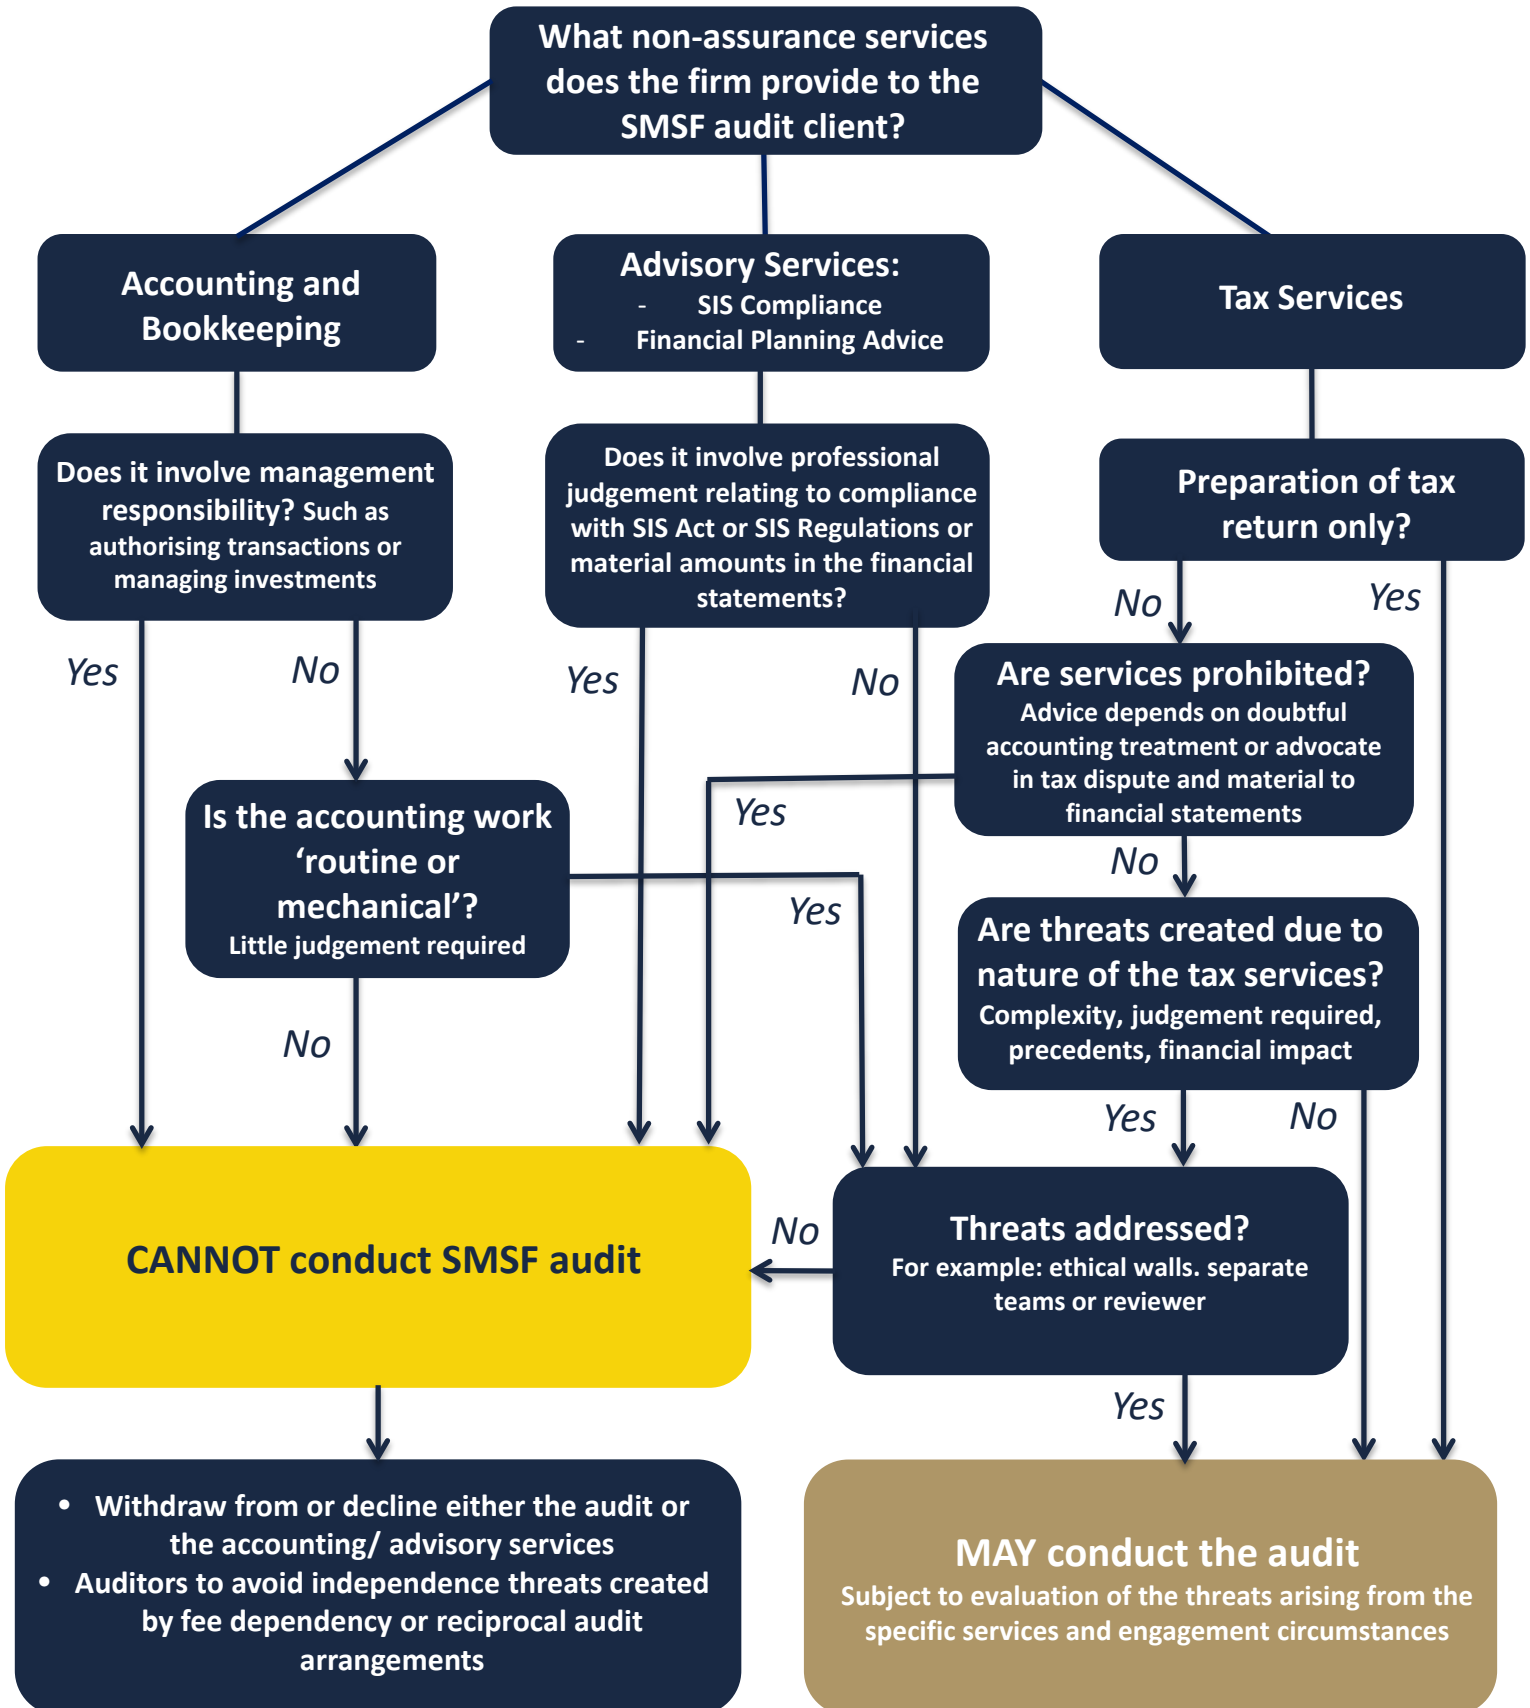 What non-assurance services
does the firm provide to the
SMSF audit client?
Accounting and
Bookkeeping
Advisory Services:
- SIS Compliance
- Financial Planning Advice
Tax Services
Does it involve management
responsibility? Such as
authorising transactions or
managing investments
Does it involve professional
judgement relating to compliance
with SIS Act or SIS Regulations or
material amounts in the financial
statements?
Preparation of tax
return only?
No
Yes
Yes
No
Yes
No
Are services prohibited?
Advice depends on doubtful
accounting treatment or advocate
in tax dispute and material to
financial statements
Is the accounting work
‘routine or
mechanical’?
Little judgement required
Yes
No
Yes
Are threats created due to
nature of the tax services?
Complexity, judgement required,
precedents, financial impact
No
Yes
No
CANNOT conduct SMSF audit
No
Threats addressed?
For example: ethical walls. separate
teams or reviewer
Yes
• Withdraw from or decline either the audit or
the accounting/ advisory services
• Auditors to avoid independence threats created
by fee dependency or reciprocal audit
arrangements
MAY conduct the audit
Subject to evaluation of the threats arising from the
specific services and engagement circumstances